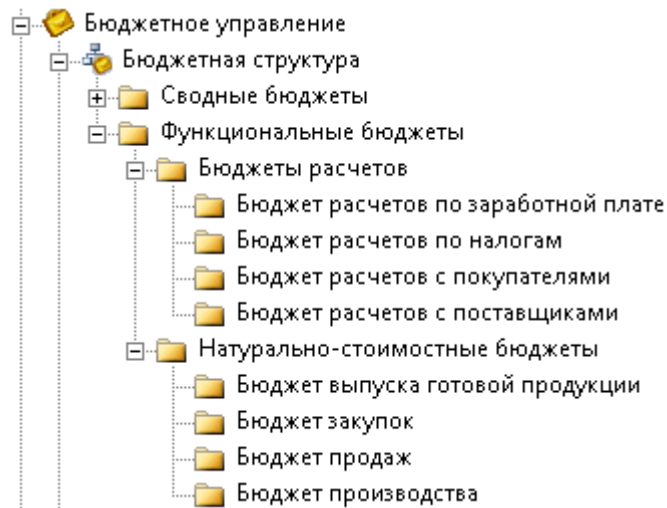 Бюджетное управление
Бюджетная структура
Сводные бюджеты
Функциональные бюджеты
Бюджеты расчетов
Бюджет расчетов по заработной плате
Бюджет расчетов по налогам
Бюджет расчетов с покупателями
Бюджет расчетов с поставщиками
Натурально-стоимостные бюджеты
Бюджет выпуска готовой продукции
Бюджет закупок
Бюджет продаж
Бюджет производства